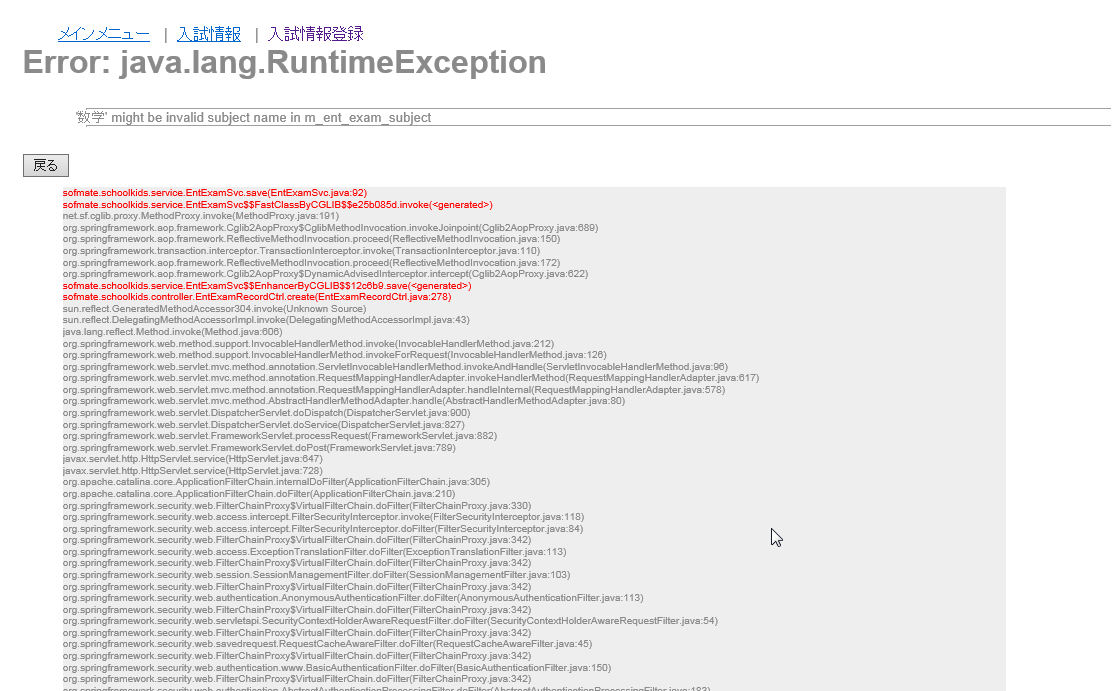 メインメニュー | 入試情報 | 入試情報登録
Error: java.lang.RuntimeException
'数学' might be invalid subject name in m_ent_exam_subject
戻る
sofmate.schoolkids.service.EntExamSvc.save(EntExamSvc.java:92)
sofmate.schoolkids.service.EntExamSvc$$FastClassByCGLIB$$e25b085d.invoke(<generated>)
net.sf.cglib.proxy.MethodProxy.invoke(MethodProxy.java:191)
org.springframework.aop.framework.Cglib2AopProxy$CglibMethodInvocation.invokeJoinpoint(Cglib2AopProxy.java:689)
org.springframework.aop.framework.ReflectiveMethodInvocation.proceed(ReflectiveMethodInvocation.java:150)
org.springframework.transaction.interceptor.TransactionInterceptor.invoke(TransactionInterceptor.java:110)
org.springframework.aop.framework.ReflectiveMethodInvocation.proceed(ReflectiveMethodInvocation.java:172)
org.springframework.aop.framework.Cglib2AopProxy$DynamicAdvisedInterceptor.intercept(Cglib2AopProxy.java:622)
sofmate.schoolkids.service.EntExamSvc$$EnhancerByCGLIB$$12c6b9.save(<generated>)
sofmate.schoolkids.controller.EntExamRecordCtrl.create(EntExamRecordCtrl.java:278)
sun.reflect.GeneratedMethodAccessor304.invoke(Unknown Source)
sun.reflect.DelegatingMethodAccessorImpl.invoke(DelegatingMethodAccessorImpl.java:43)
java.lang.reflect.Method.invoke(Method.java:606)
org.springframework.web.method.support.InvocableHandlerMethod.invoke(InvocableHandlerMethod.java:212)
org.springframework.web.method.support.InvocableHandlerMethod.invokeForRequest(InvocableHandlerMethod.java:126)
org.springframework.web.servlet.mvc.method.annotation.ServletInvocableHandlerMethod.invokeAndHandle(ServletInvocableHandlerMethod.java:96)
org.springframework.web.servlet.mvc.method.annotation.RequestMappingHandlerAdapter.invokeHandlerMethod(RequestMappingHandlerAdapter.java:617)
org.springframework.web.servlet.mvc.method.annotation.RequestMappingHandlerAdapter.handleInternal(RequestMappingHandlerAdapter.java:578)
org.springframework.web.servlet.mvc.method.AbstractHandlerMethodAdapter.handle(AbstractHandlerMethodAdapter.java:80)
org.springframework.web.servlet.DispatcherServlet.doDispatch(DispatcherServlet.java:900)
org.springframework.web.servlet.DispatcherServlet.doService(DispatcherServlet.java:827)
org.springframework.web.servlet.FrameworkServlet.processRequest(FrameworkServlet.java:882)
org.springframework.web.servlet.FrameworkServlet.doPost(FrameworkServlet.java:789)
javax.servlet.http.HttpServlet.service(HttpServlet.java:647)
javax.servlet.http.HttpServlet.service(HttpServlet.java:728)
org.apache.catalina.core.ApplicationFilterChain.internalDoFilter(ApplicationFilterChain.java:305)
org.apache.catalina.core.ApplicationFilterChain.doFilter(ApplicationFilterChain.java:210)
org.springframework.security.web.FilterChainProxy$VirtualFilterChain.doFilter(FilterChainProxy.java:330)
org.springframework.security.web.access.intercept.FilterSecurityInterceptor.invoke(FilterSecurityInterceptor.java:118)
org.springframework.security.web.access.intercept.FilterSecurityInterceptor.doFilter(FilterSecurityInterceptor.java:84)
org.springframework.security.web.FilterChainProxy$VirtualFilterChain.doFilter(FilterChainProxy.java:342)
org.springframework.security.web.access.ExceptionTranslationFilter.doFilter(ExceptionTranslationFilter.java:113)
org.springframework.security.web.FilterChainProxy$VirtualFilterChain.doFilter(FilterChainProxy.java:342)
org.springframework.security.web.session.SessionManagementFilter.doFilter(SessionManagementFilter.java:103)
org.springframework.security.web.FilterChainProxy$VirtualFilterChain.doFilter(FilterChainProxy.java:342)
org.springframework.security.web.authentication.AnonymousAuthenticationFilter.doFilter(AnonymousAuthenticationFilter.java:113)
org.springframework.security.web.FilterChainProxy$VirtualFilterChain.doFilter(FilterChainProxy.java:342)
org.springframework.security.web.servletapi.SecurityContextHolderAwareRequestFilter.doFilter(SecurityContextHolderAwareRequestFilter.java:54)
org.springframework.security.web.FilterChainProxy$VirtualFilterChain.doFilter(FilterChainProxy.java:342)
org.springframework.security.web.savedrequest.RequestCacheAwareFilter.doFilter(RequestCacheAwareFilter.java:45)
org.springframework.security.web.FilterChainProxy$VirtualFilterChain.doFilter(FilterChainProxy.java:342)
org.springframework.security.web.authentication.www.BasicAuthenticationFilter.doFilter(BasicAuthenticationFilter.java:150)
org.springframework.security.web.FilterChainProxy$VirtualFilterChain.doFilter(FilterChainProxy.java:342)
org.springframework.security.web.authentication.AbstractAuthenticationProcessingFilter.doFilter(AbstractAuthenticationProcessingFilter.java:183)